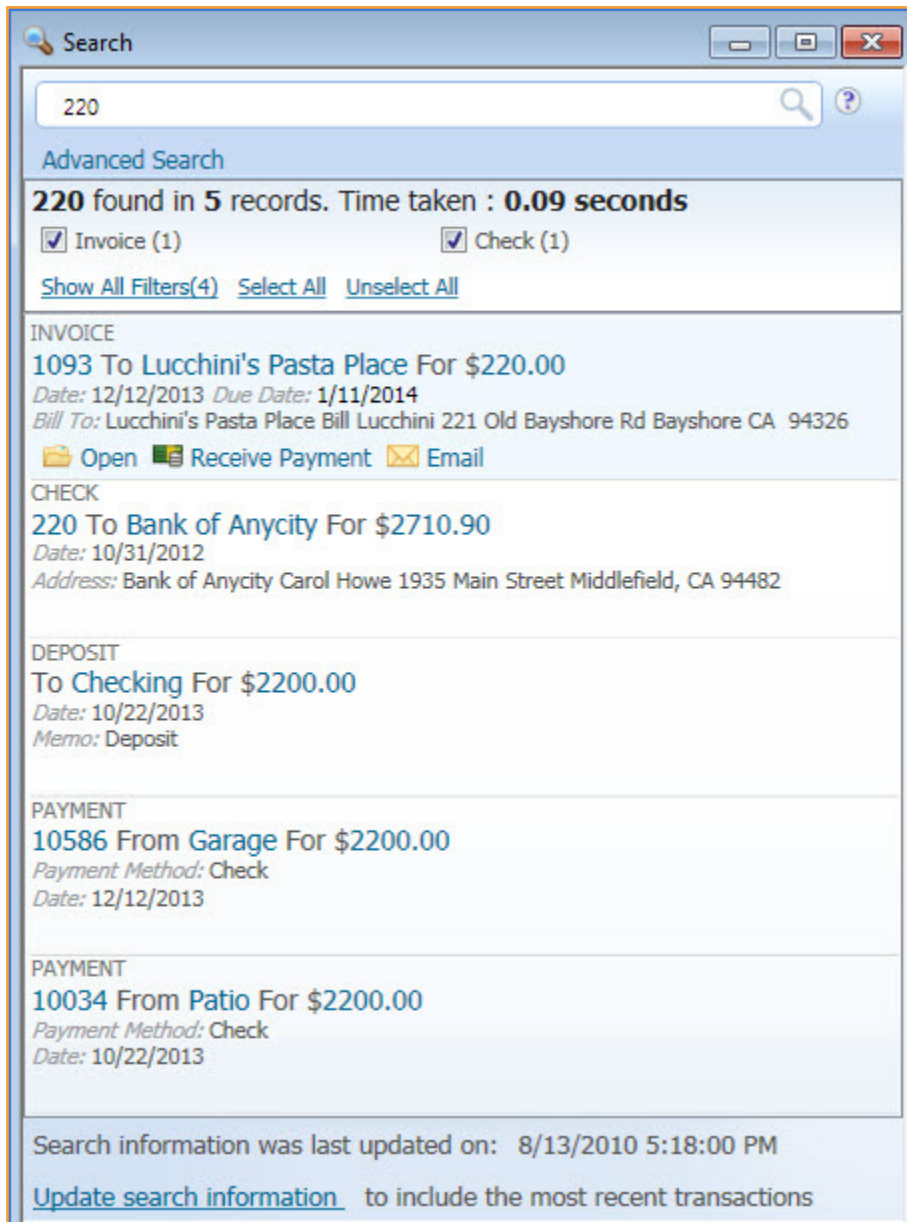 Search
220
Advanced Search
220 found in 5 records. Time taken : 0.09 seconds
Invoice (1) Check (1)
Show All Filters(4) Select All Unselect All
INVOICE
1093 To Lucchini's Pasta Place For $220.00
Date: 12/12/2013 Due Date: 1/11/2014
Bill To: Lucchini's Pasta Place Bill Lucchini 221 Old Bayshore Rd Bayshore CA 94326
Open Receive Payment Email
CHECK
220 To Bank of Anycity For $2710.90
Date: 10/31/2012
Address: Bank of Anycity Carol Howe 1935 Main Street Middlefield, CA 94482
DEPOSIT
To Checking For $2200.00
Date: 10/22/2013
Memo: Deposit
PAYMENT
10586 From Garage For $2200.00
Payment Method: Check
Date: 12/12/2013
PAYMENT
10034 From Patio For $2200.00
Payment Method: Check
Date: 10/22/2013
Search information was last updated on: 8/13/2010 5:18:00 PM
Update search information to include the most recent transactions